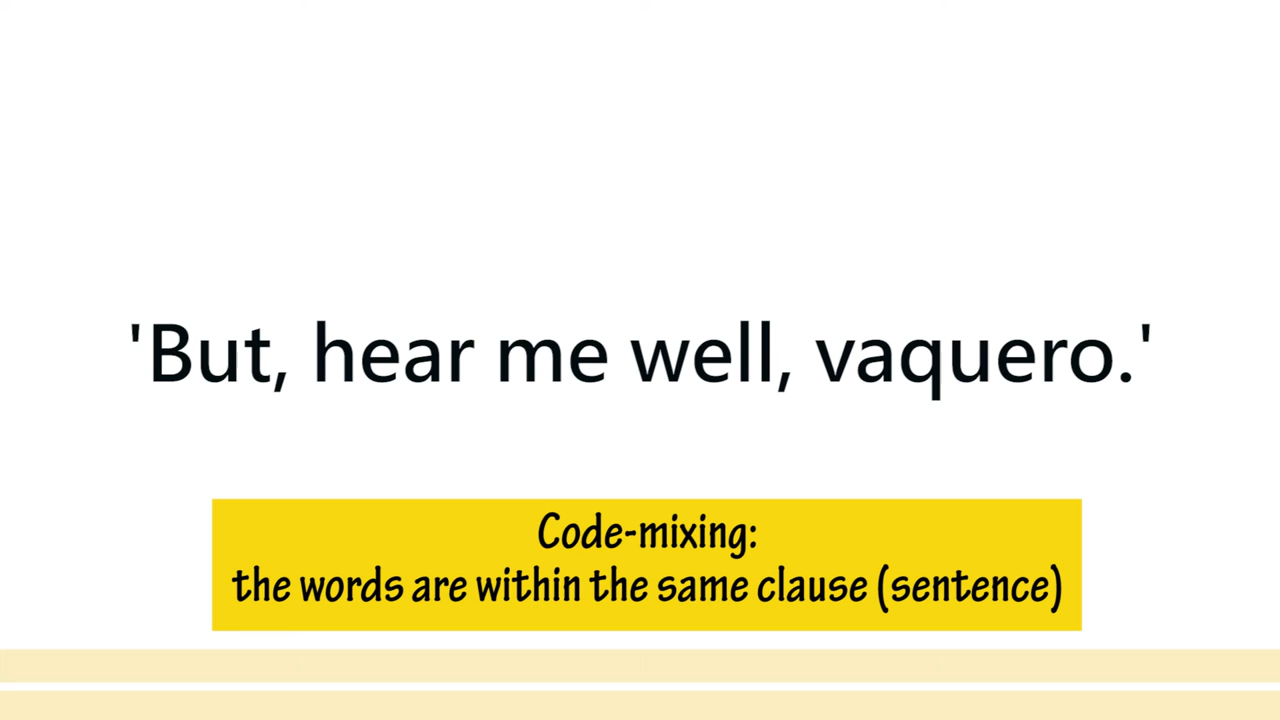 'But, hear me well, vaquero.'
Code-mixing:
the words are within the same clause (sentence)